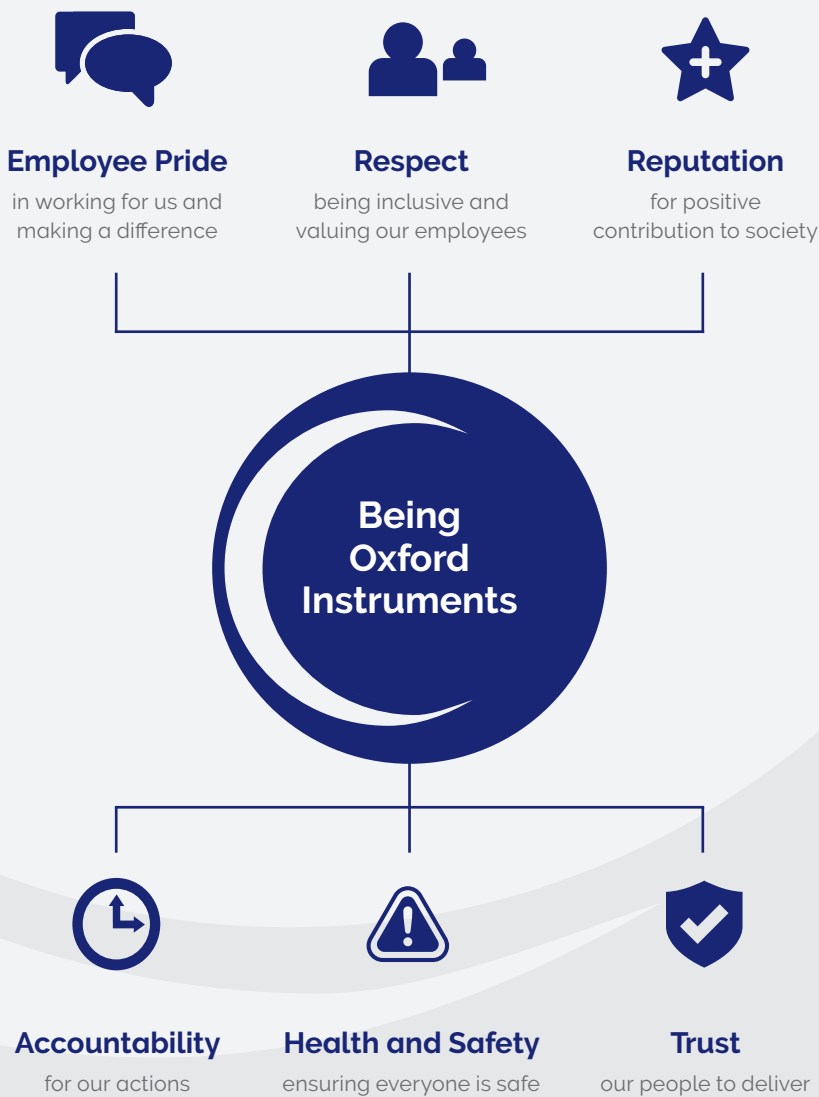 Employee Pride
in working for us and
making a difference
Respect
being inclusive and
valuing our employees
Reputation
for positive
contribution to society
Being
Oxford
Instruments
Accountability
for our actions
Health and Safety
ensuring everyone is safe
Trust
our people to deliver